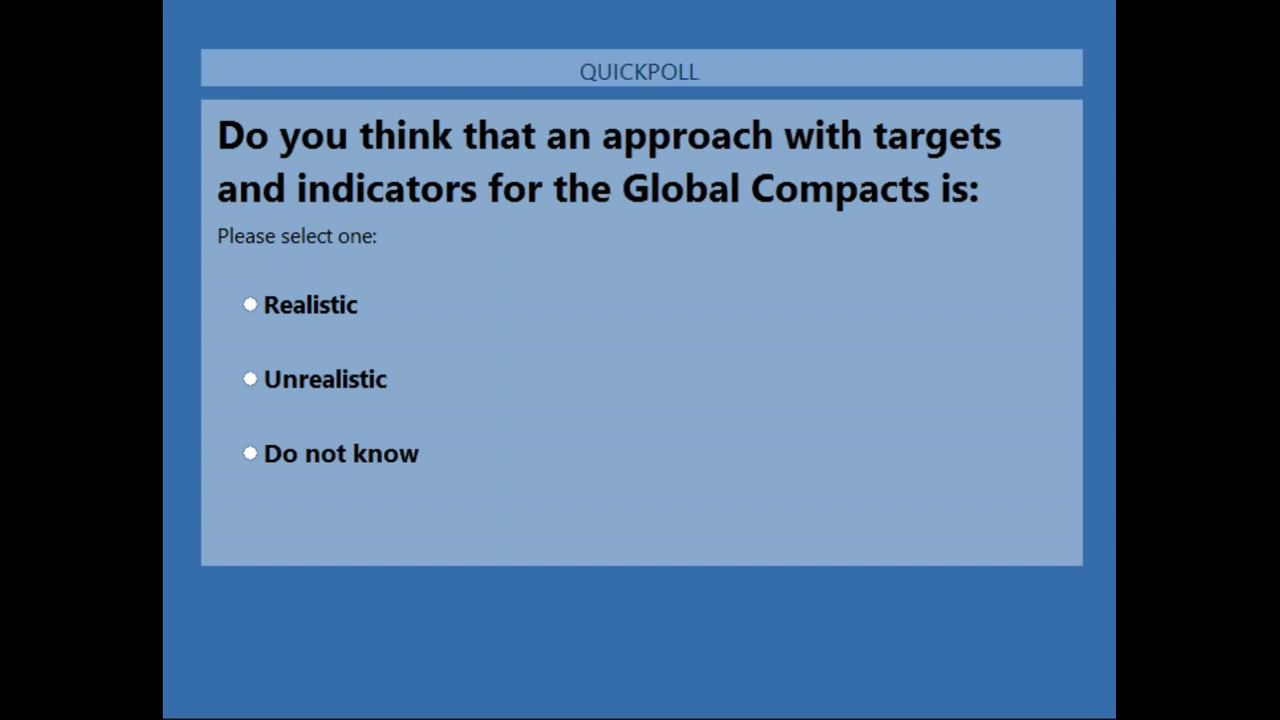 QUICKPOLL
Do you think that an approach with targets
and indicators for the Global Compacts is:
Please select one:
Realistic
Unrealistic
Do not know